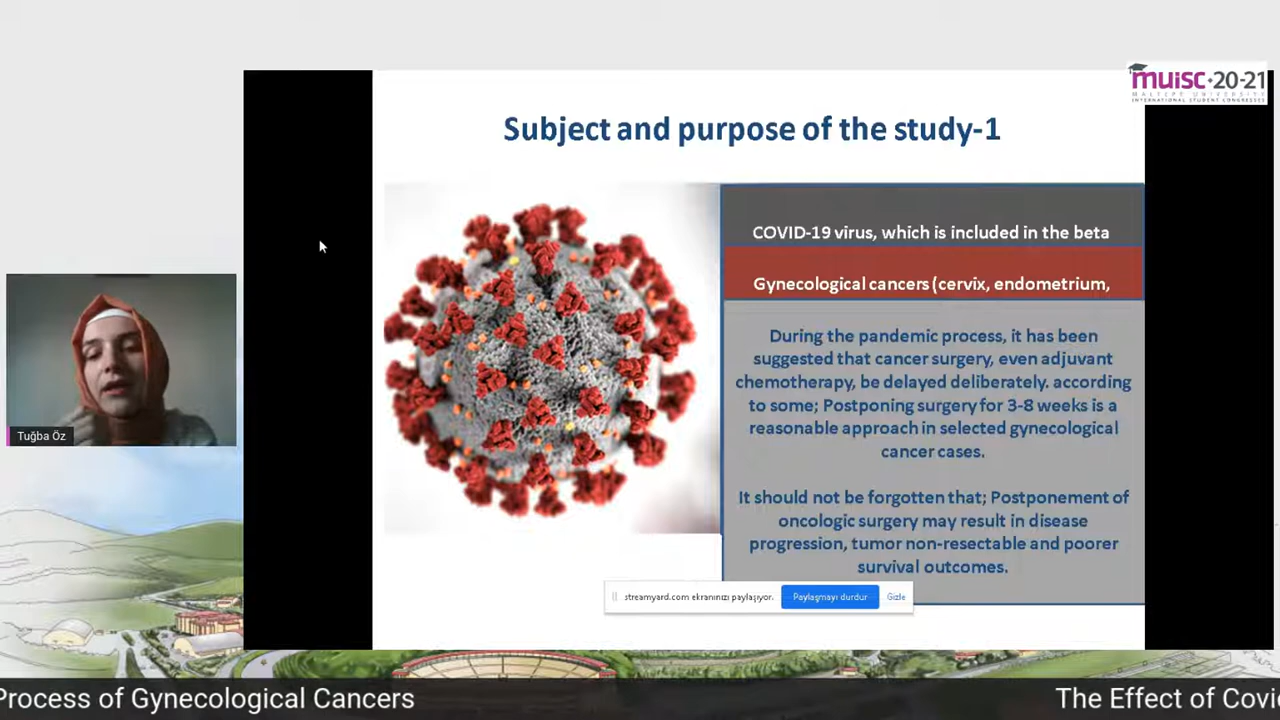 muisc·20-21
MALTEPE UNIVERSITY
INTERNATIONAL STUDENT CONGRESSES
Subject and purpose of the study-1
COVID-19 virus, which is included in the beta
Gynecological cancers (cervix, endometrium,
During the pandemic process, it has been
suggested that cancer surgery, even adjuvant
chemotherapy, be delayed deliberately. according
to some; Postponing surgery for 3-8 weeks is a
reasonable approach in selected gynecological
cancer cases.
It should not be forgotten that; Postponement of
oncologic surgery may result in disease
progression, tumor non-resectable and poorer
survival outcomes.
Tuğba Öz
streamyard.com ekranınızı paylaşıyor.
Paylaşmayı durdur
Gizle
Process of Gynecological Cancers
The Effect of Covi